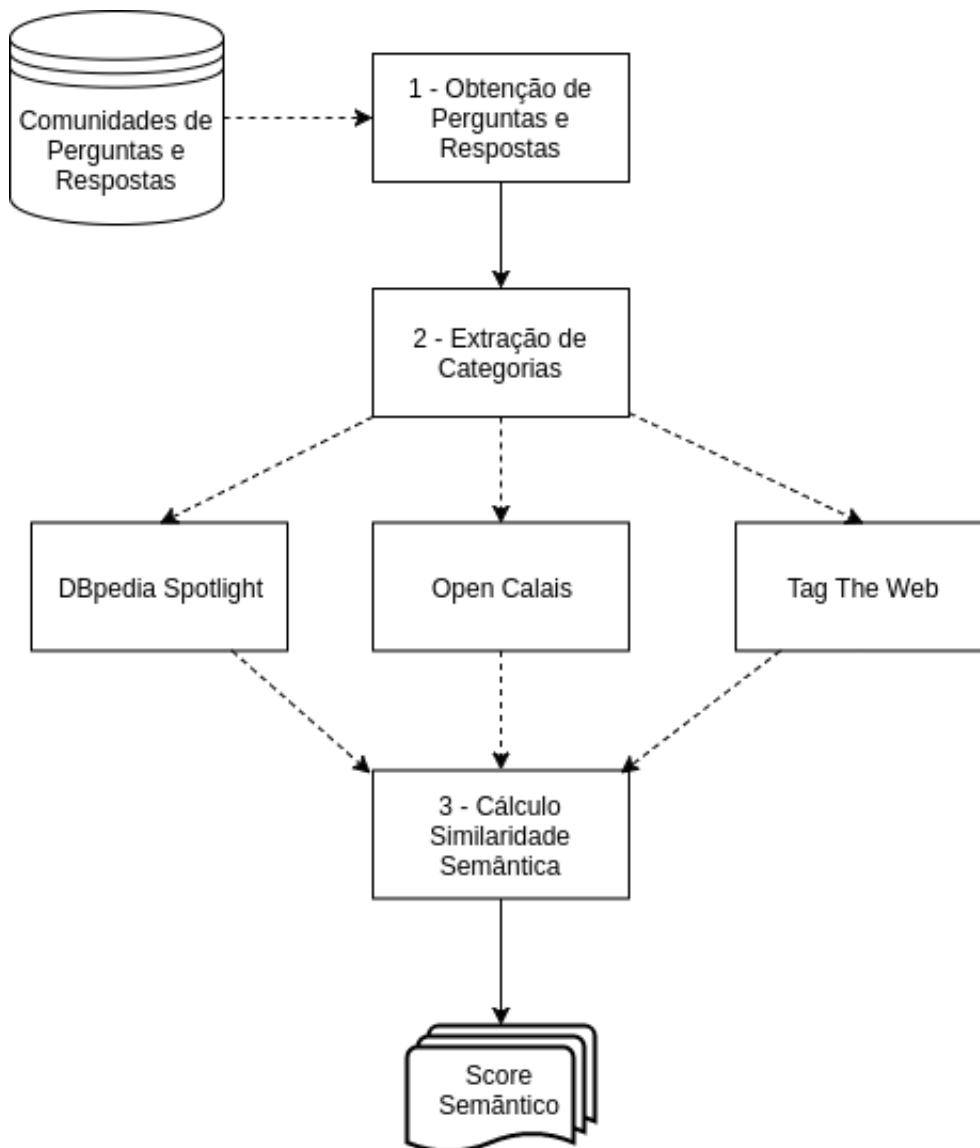 Comunidades de
Perguntas e
Respostas
1 - Obtenção de
Perguntas e
Respostas
2 - Extração de
Categorias
DBpedia Spotlight
Open Calais
Tag The Web
3 - Cálculo
Similaridade
Semântica
Score
Semântico